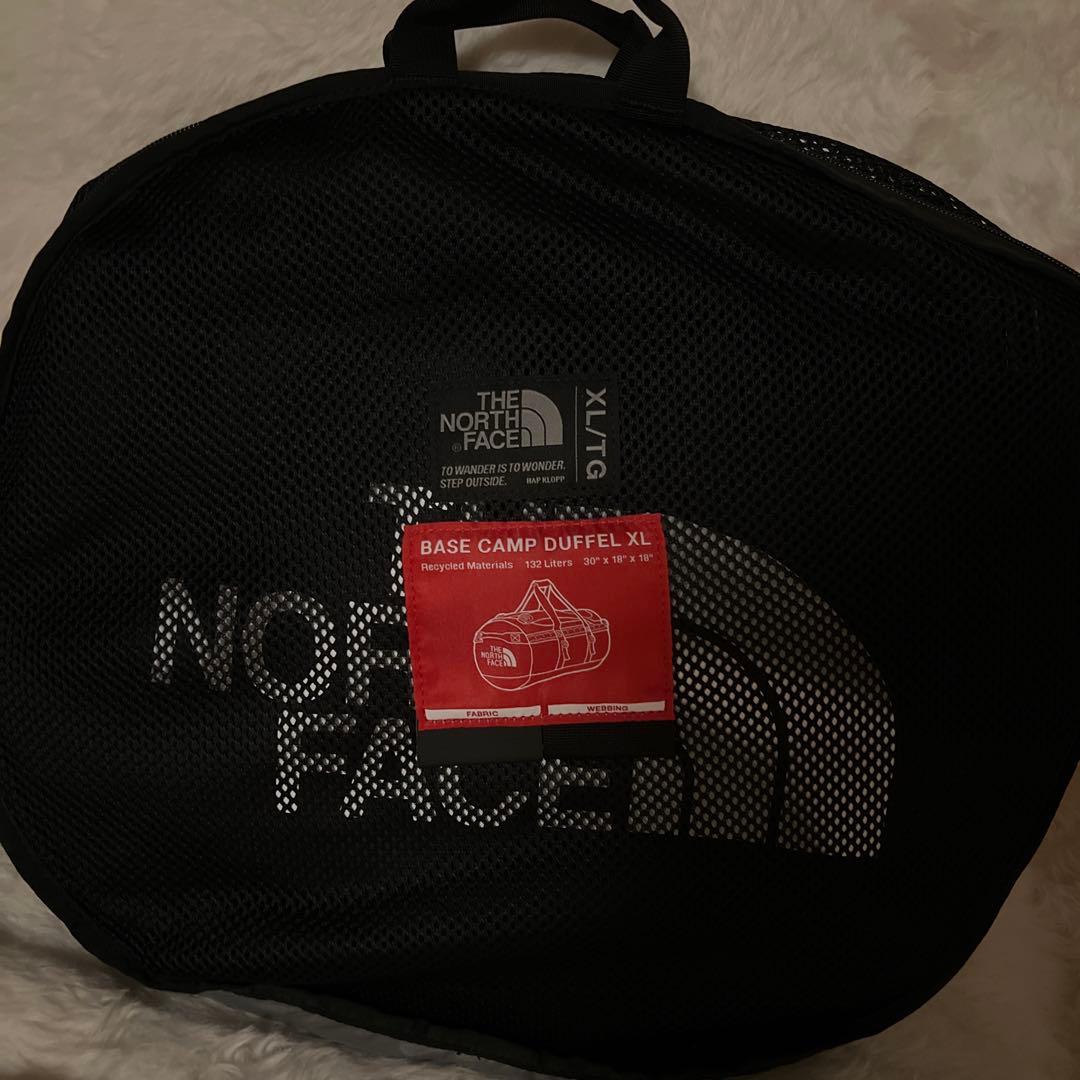 THE
NORTH
® FACE
XL/TG
TO WANDER IS TO WONDER.
STEP OUTSIDE. HAP KLOPP
BASE CAMP DUFFEL XL
Recycled Materials 132 Liters 30" x 18" x 18"
THE
NORTH
FACE
FABRIC WEBBING
NORTH
FACE